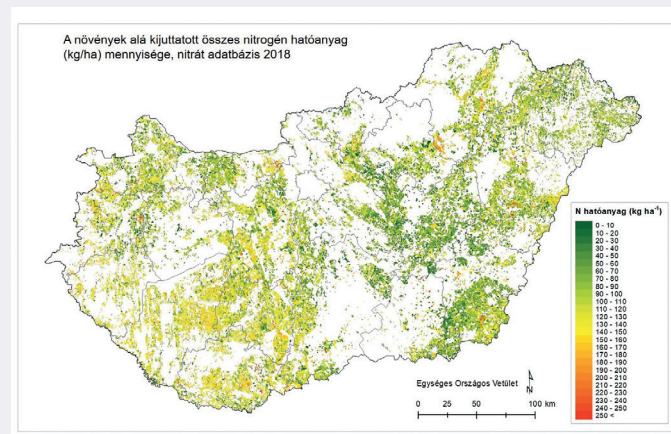 A növények alá kijuttatott összes nitrogén hatóanyag
(kg/ha) mennyisége, nitrát adatbázis 2018
N hatóanyag (kg ha⁻¹)
0 - 10
10 - 20
20 - 30
30 - 40
40 - 50
50 - 60
60 - 70
70 - 80
80 - 90
90 - 100
100 - 110
110 - 120
120 - 130
130 - 140
140 - 150
150 - 160
160 - 170
170 - 180
180 - 190
190 - 200
200 - 210
210 - 220
220 - 230
230 - 240
240 - 250
250 <
Egységes Országos Vetület
N
0 25 50 100 km